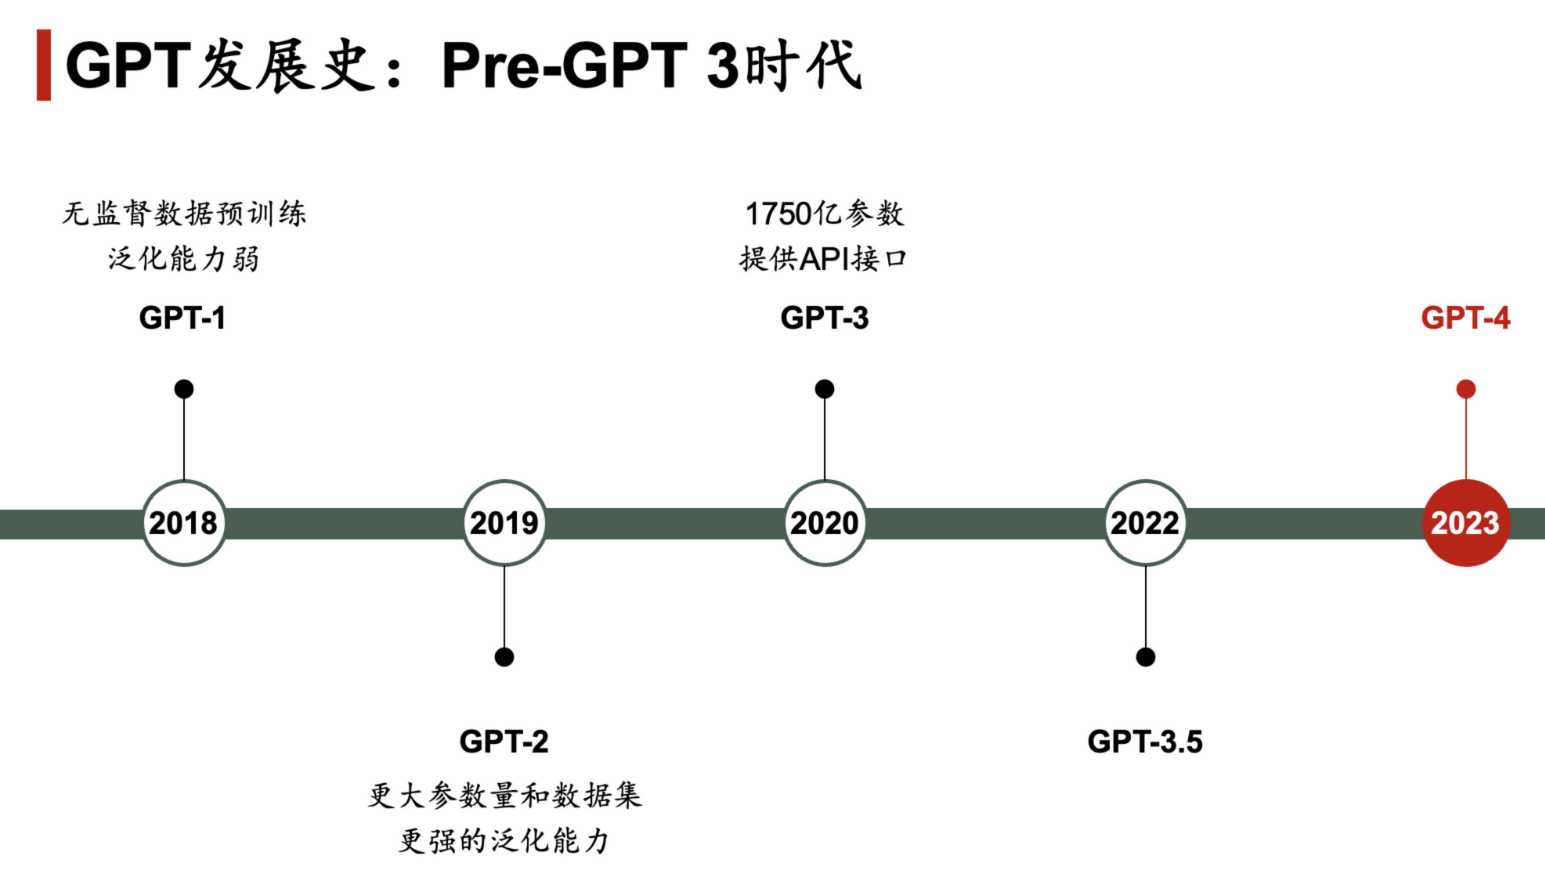 GPT发展史：Pre-GPT 3时代
无监督数据预训练
泛化能力弱
GPT-1
1750亿参数
提供API接口
GPT-3
GPT-4
2018
2019
2020
2022
2023
GPT-2
更大参数量和数据集
更强的泛化能力
GPT-3.5